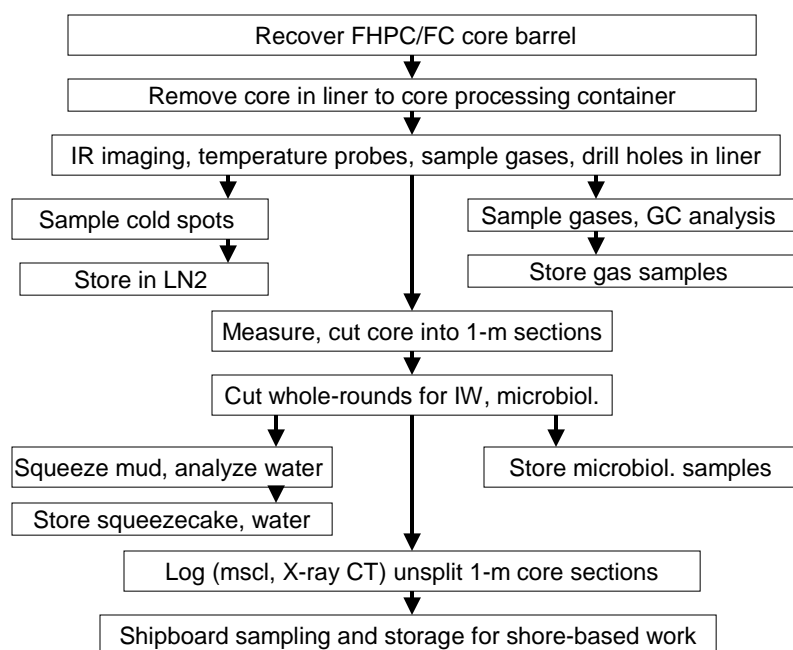 Recover FHPC/FC core barrel
Remove core in liner to core processing container
IR imaging, temperature probes, sample gases, drill holes in liner
Sample cold spots
Sample gases, GC analysis
Store in LN2
Store gas samples
Measure, cut core into 1-m sections
Cut whole-rounds for IW, microbiol.
Squeeze mud, analyze water
Store microbiol. samples
Store squeezecake, water
Log (mscl, X-ray CT) unsplit 1-m core sections
Shipboard sampling and storage for shore-based work